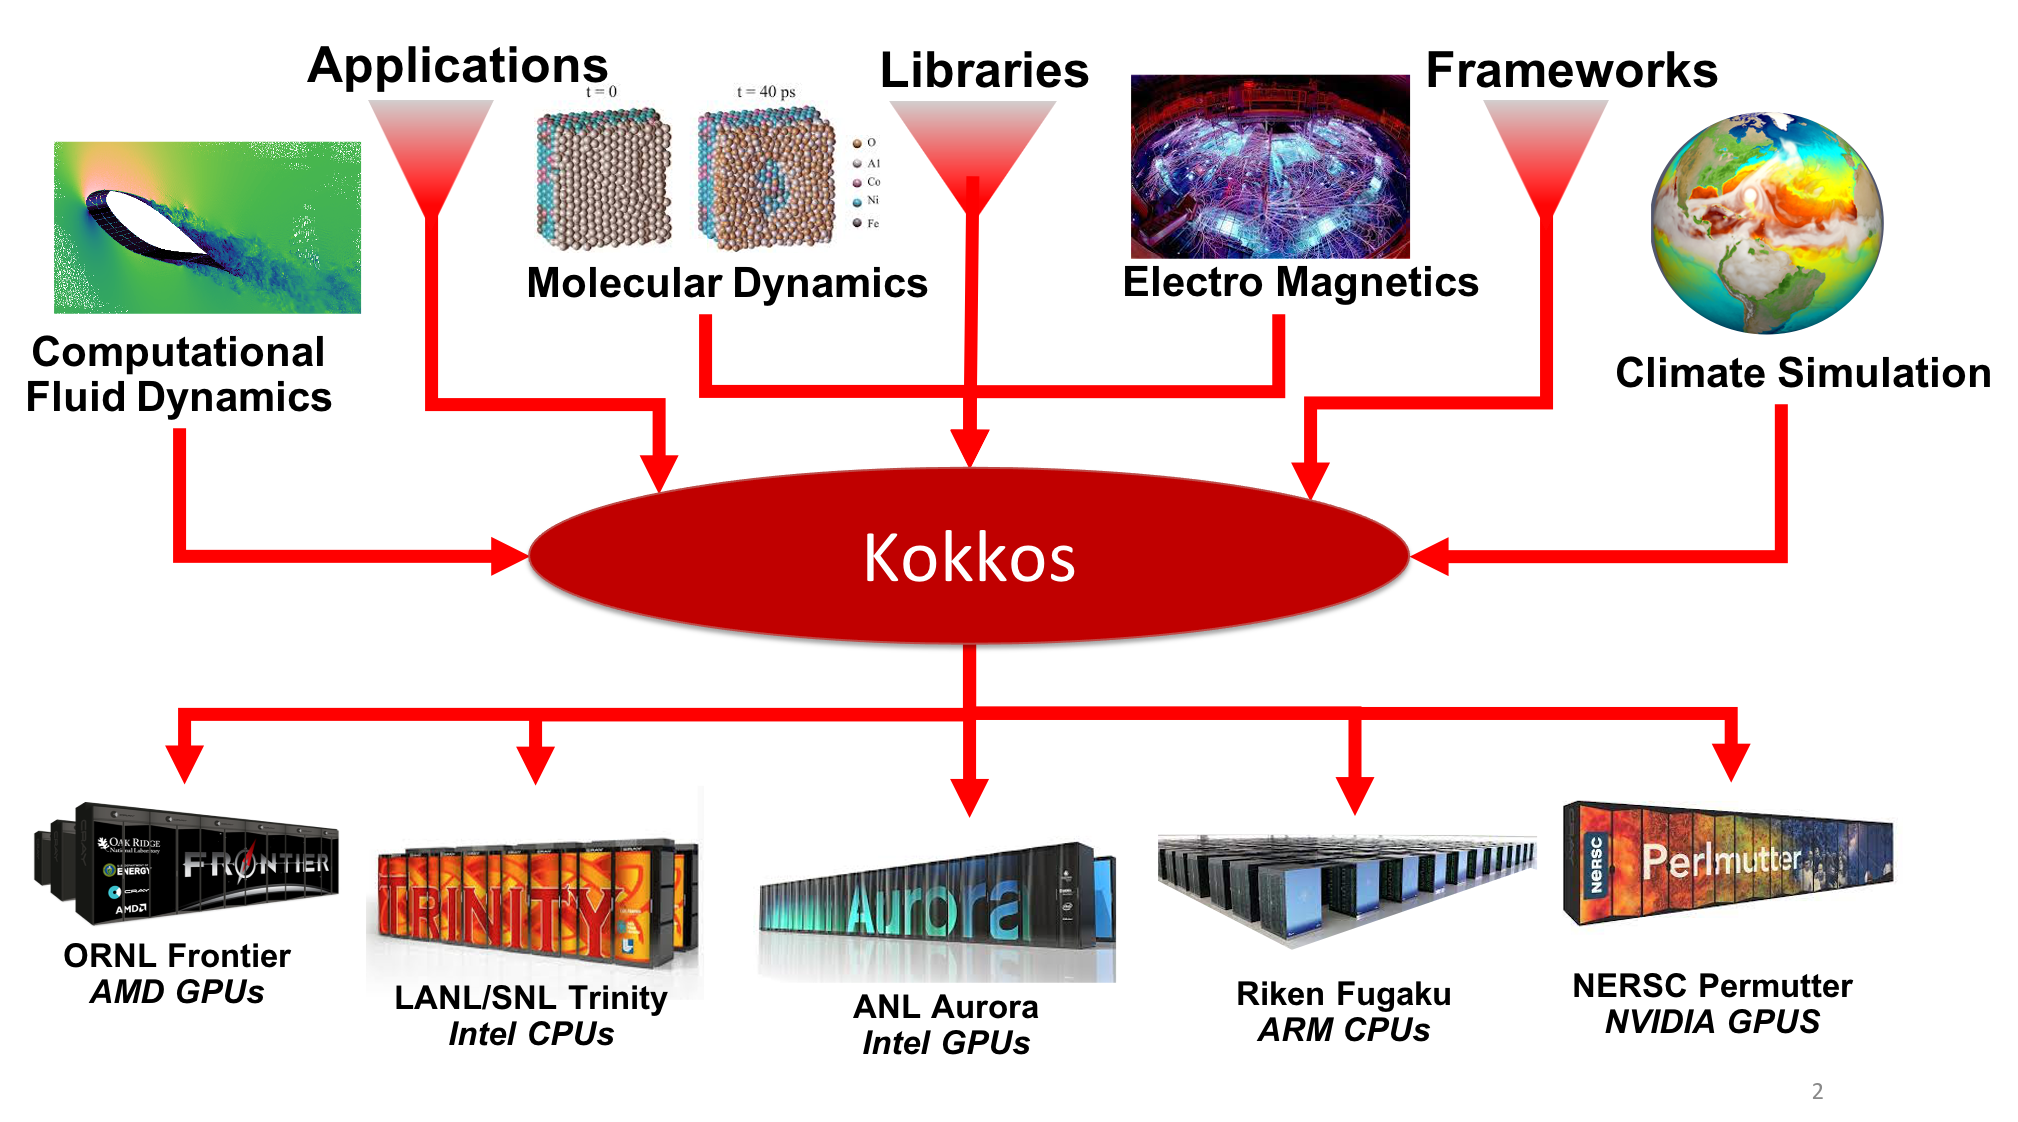 Applications
Libraries
Frameworks
t = 0
t = 40 ps
O
Al
Co
Ni
Fe
Molecular Dynamics
Electro Magnetics
Computational
Fluid Dynamics
Climate Simulation
Kokkos
OAK RIDGE
National Laboratory
ENERGY
CRAY
AMD
FRONTIER
TRINITY
Aurora
NERSC
Perlmutter
ORNL Frontier
AMD GPUs
LANL/SNL Trinity
Intel CPUs
ANL Aurora
Intel GPUs
Riken Fugaku
ARM CPUs
NERSC Permutter
NVIDIA GPUS
2